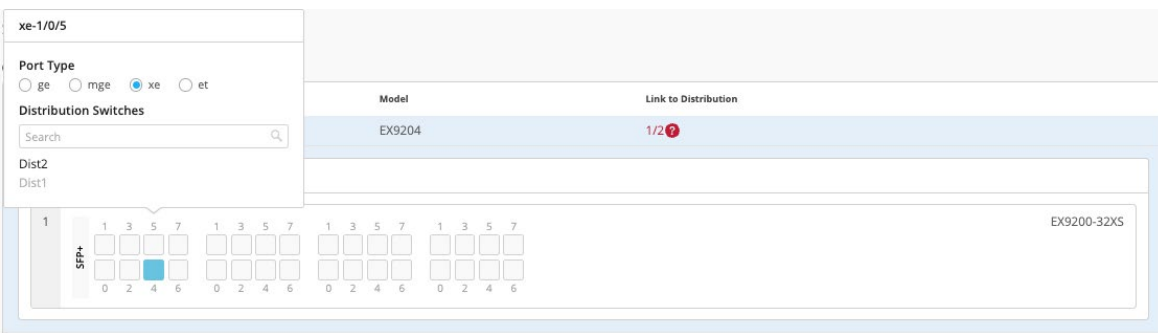 xe-1/0/5
Port Type
ge mge xe et
Distribution Switches
Search
Dist2
Dist1
Model Link to Distribution
EX9204 1/2 ?
1 EX9200-32XS
SFP+
1 3 5 7 1 3 5 7 1 3 5 7 1 3 5 7
0 2 4 6 0 2 4 6 0 2 4 6 0 2 4 6